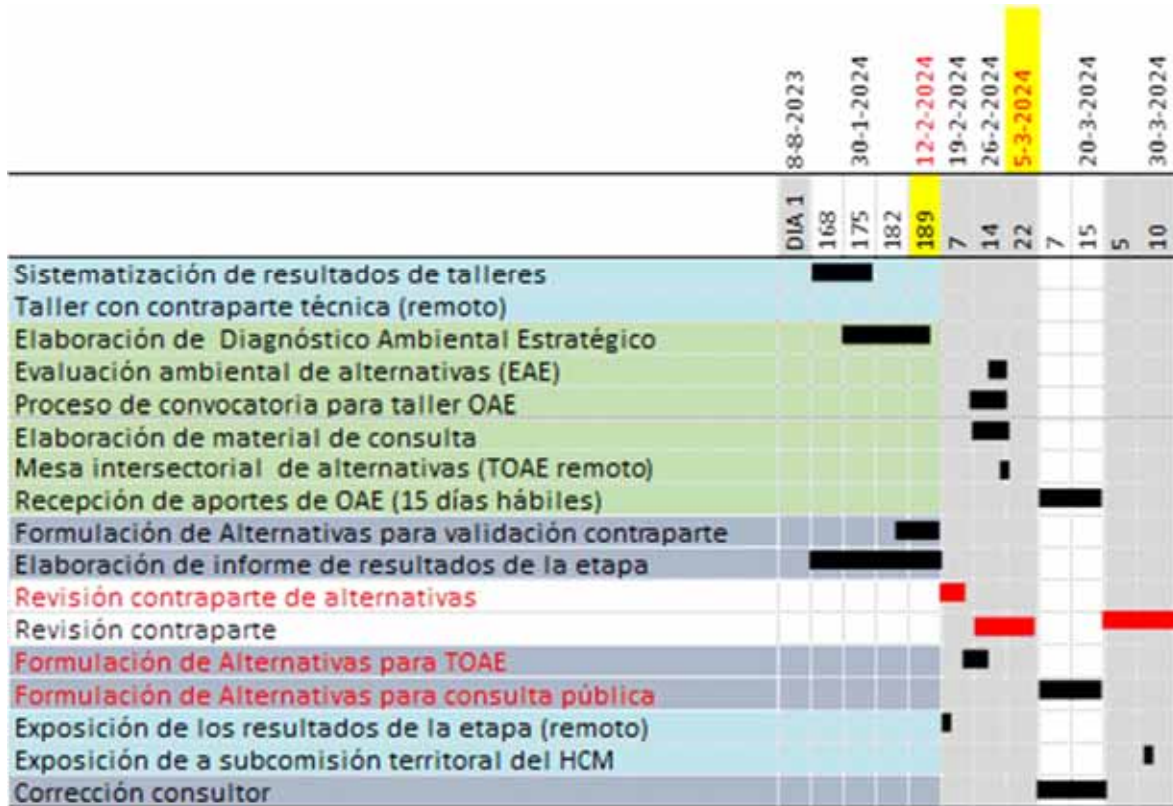 8-8-2023 30-1-2024 12-2-2024 19-2-2024 26-2-2024 5-3-2024 20-3-2024 30-3-2024
DIA 1 168 175 182 189 7 14 22 7 15 5 10
Sistematización de resultados de talleres
Taller con contraparte técnica (remoto)
Elaboración de Diagnóstico Ambiental Estratégico
Evaluación ambiental de alternativas (EAE)
Proceso de convocatoria para taller OAE
Elaboración de material de consulta
Mesa intersectorial de alternativas (TOAE remoto)
Recepción de aportes de OAE (15 días hábiles)
Formulación de Alternativas para validación contraparte
Elaboración de informe de resultados de la etapa
Revisión contraparte de alternativas
Revisión contraparte
Formulación de Alternativas para TOAE
Formulación de Alternativas para consulta pública
Exposición de los resultados de la etapa (remoto)
Exposición de a subcomisión territorial del HCM
Corrección consultor